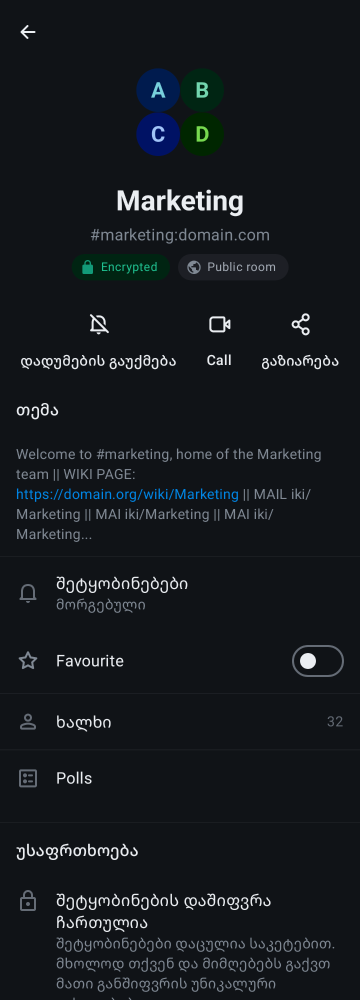 A B
C D
Marketing
#marketing:domain.com
Encrypted Public room
დადუმების გაუქმება Call გაზიარება
თემა
Welcome to #marketing, home of the Marketing
team || WIKI PAGE:
https://domain.org/wiki/Marketing || MAIL iki/
Marketing || MAI iki/Marketing || MAI iki/
Marketing...
შეტყობინებები
მორგებული
Favourite
ხალხი 32
Polls
უსაფრთხოება
შეტყობინების დაშიფვრა
ჩართულია
შეტყობინებები დაცულია საკეტებით.
მხოლოდ თქვენ და მიმღებებს გაქვთ
მათი განშიფვრის უნიკალური